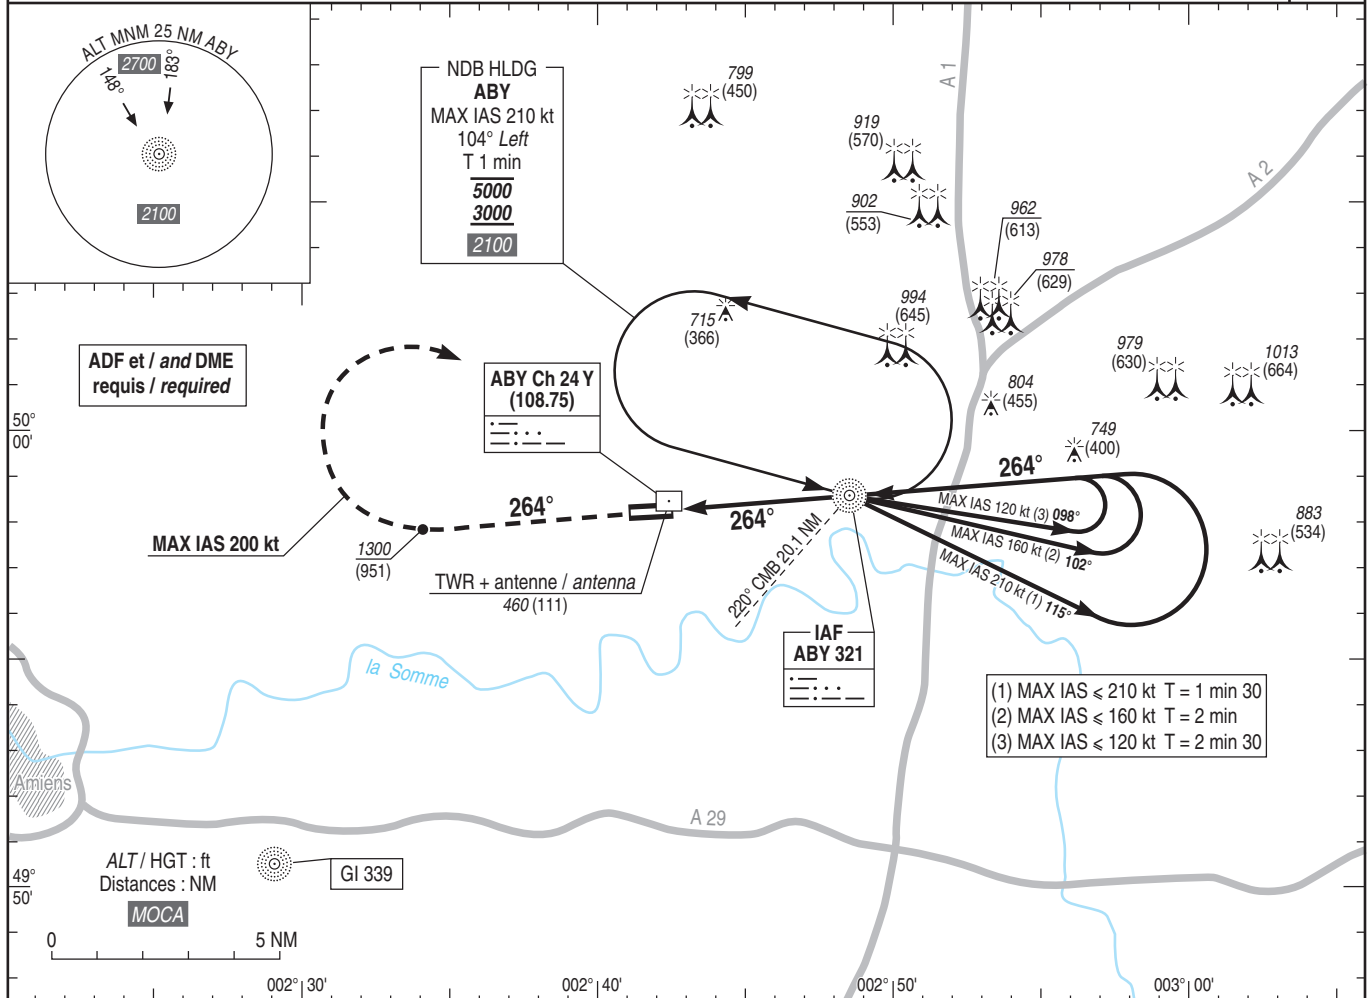 ALT MNM 25 NM ABY
2700
148°
183°
2100
NDB HLDG
ABY
MAX IAS 210 kt
104° Left
T 1 min
5000
3000
2100
799
(450)
919
(570)
902
(553)
962
(613)
978
(629)
A 1
A 2
994
(645)
715
(366)
979
(630)
1013
(664)
804
(455)
749
(400)
883
(534)
ADF et / and DME
requis / required
ABY Ch 24 Y
(108.75)
50°
00'
264°
264°
264°
MAX IAS 120 kt (3) 098°
MAX IAS 160 kt (2) 102°
MAX IAS 210 kt (1) 115°
MAX IAS 200 kt
1300
(951)
TWR + antenne / antenna
460 (111)
220° CMB 20.1 NM
IAF
ABY 321
la Somme
(1) MAX IAS ⩽ 210 kt T = 1 min 30
(2) MAX IAS ⩽ 160 kt T = 2 min
(3) MAX IAS ⩽ 120 kt T = 2 min 30
Amiens
A 29
ALT / HGT : ft
Distances : NM
MOCA
GI 339
49°
50'
0 5 NM
002° 30'
002° 40'
002° 50'
003° 00'